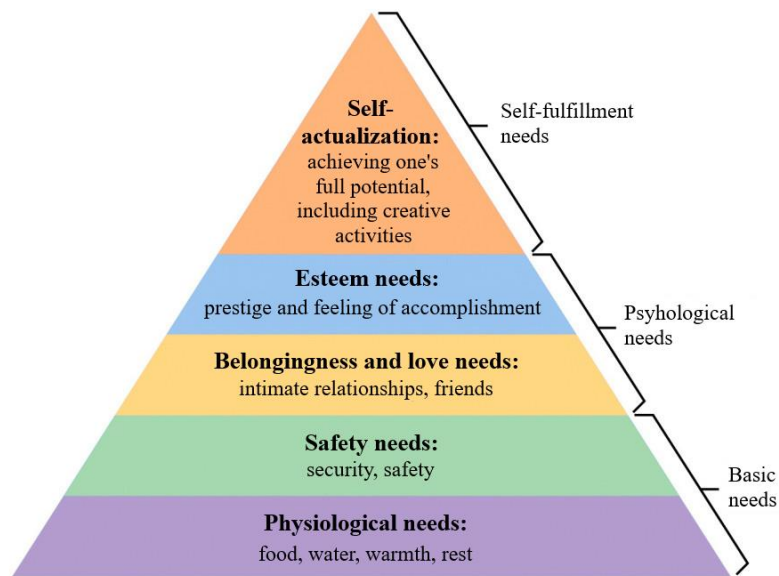 Self-
actualization:
achieving one's
full potential,
including creative
activities
Self-fulfillment
needs
Esteem needs:
prestige and feeling of accomplishment
Belongingness and love needs:
intimate relationships, friends
Psyhological
needs
Safety needs:
security, safety
Physiological needs:
food, water, warmth, rest
Basic
needs